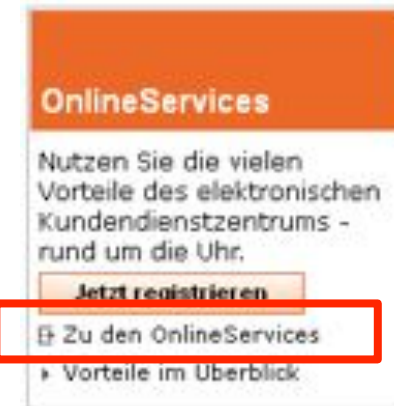 OnlineServices
Nutzen Sie die vielen
Vorteile des elektronischen
Kundendienstzentrums -
rund um die Uhr.
Jetzt registrieren
Zu den OnlineServices
Vorteile im Überblick